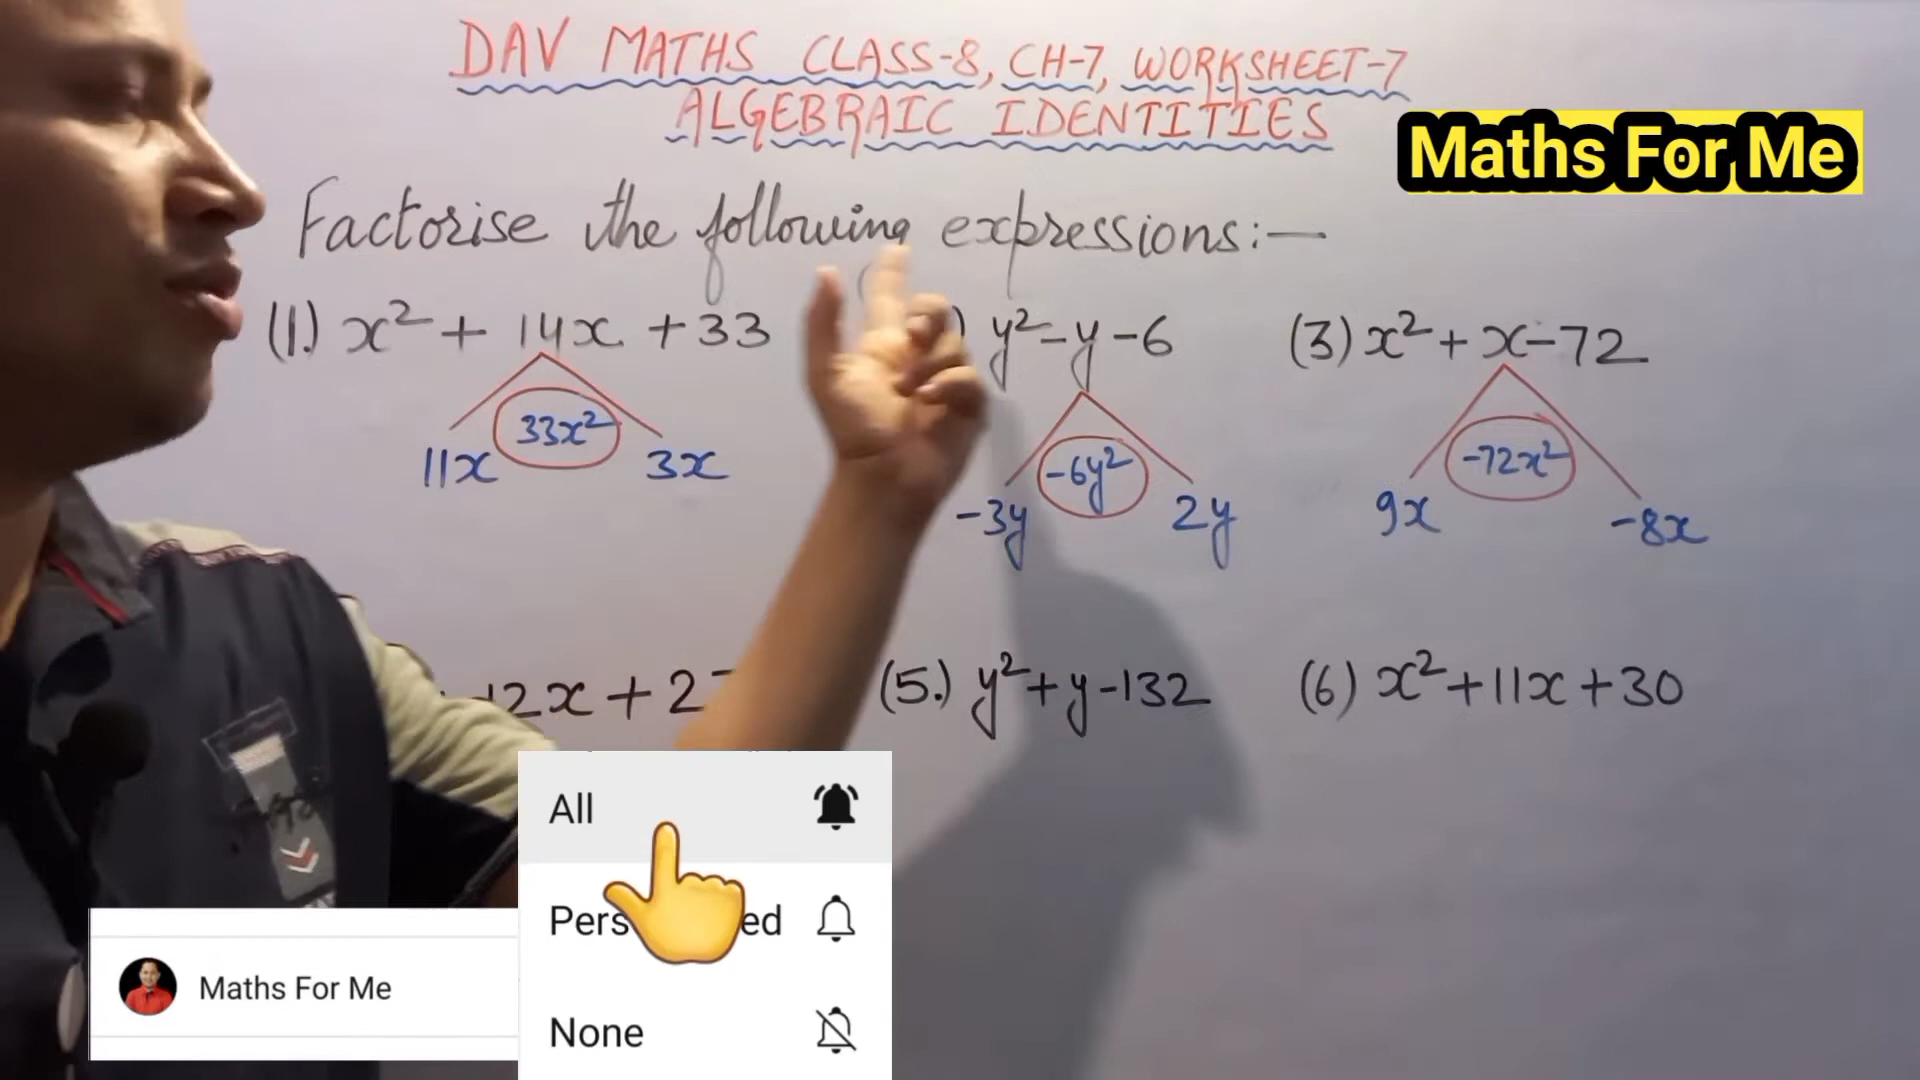 DAV MATHS CLASS-8, CH-7, WORKSHEET-7
ALGEBRAIC IDENTITIES
Maths For Me
Factorise the following expressions:—
(1.) x² + 14x + 33
33x²
11x 3x
) y² - y - 6
-6y²
-3y 2y
(3) x² + x - 72
-72x²
9x -8x
12x + 2
(5.) y² + y - 132
(6) x² + 11x + 30
All
None
Maths For Me